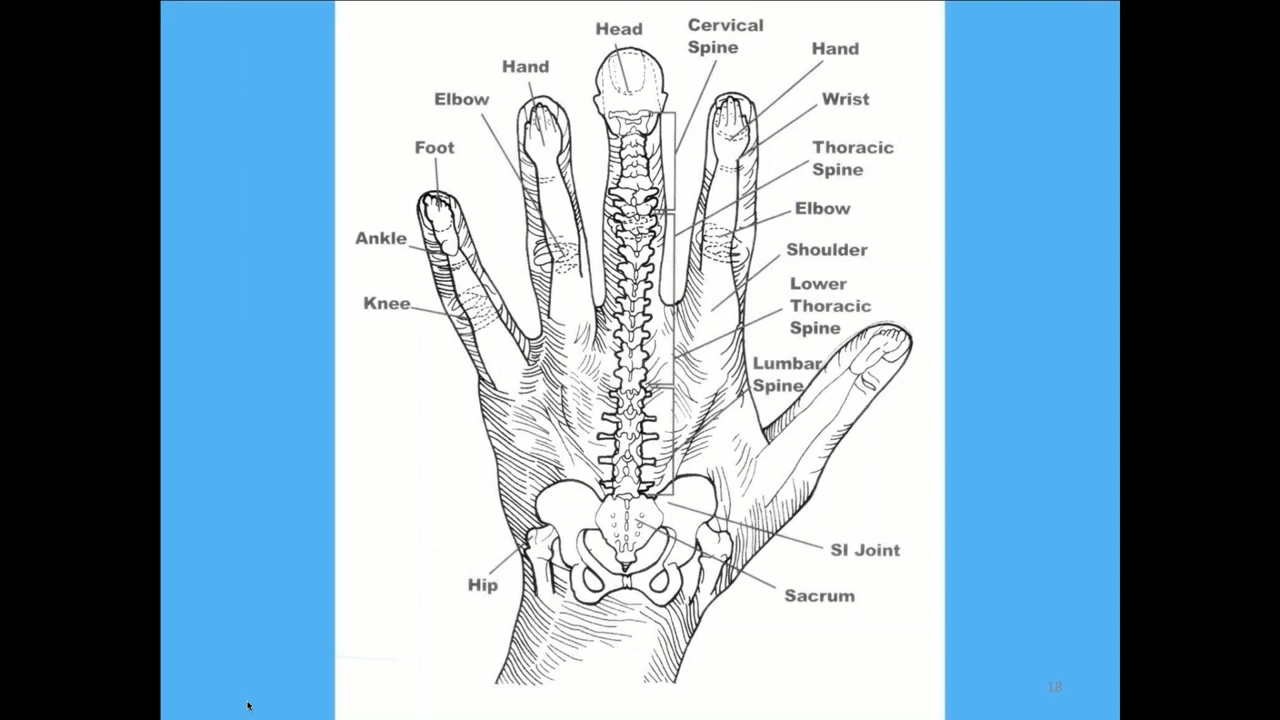 Head
Cervical
Spine
Hand
Hand
Elbow
Wrist
Foot
Thoracic
Spine
Elbow
Ankle
Shoulder
Lower
Thoracic
Spine
Knee
Lumbar
Spine
SI Joint
Hip
Sacrum
18